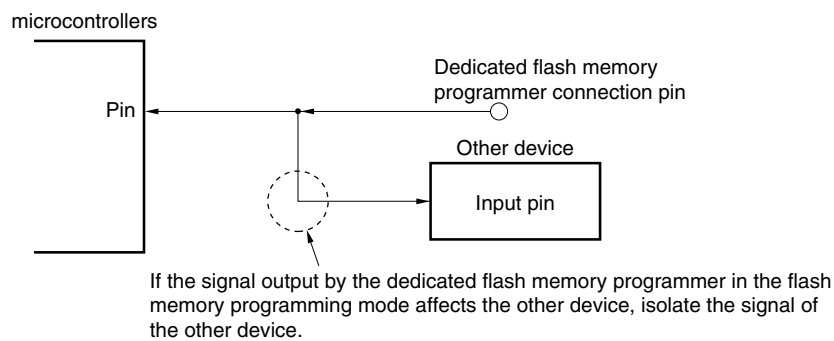 microcontrollers
Dedicated flash memory
programmer connection pin
Pin
Other device
Input pin
If the signal output by the dedicated flash memory programmer in the flash
memory programming mode affects the other device, isolate the signal of
the other device.